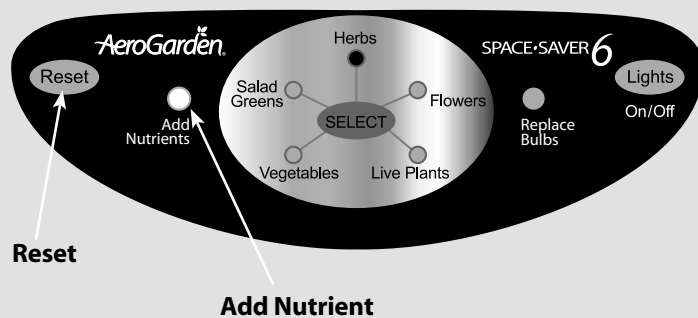 AeroGarden
SPACE•SAVER 6
Herbs
Reset
Salad
Greens
Flowers
Lights
SELECT
On/Off
Add
Nutrients
Replace
Bulbs
Vegetables
Live Plants
Reset
Add Nutrient